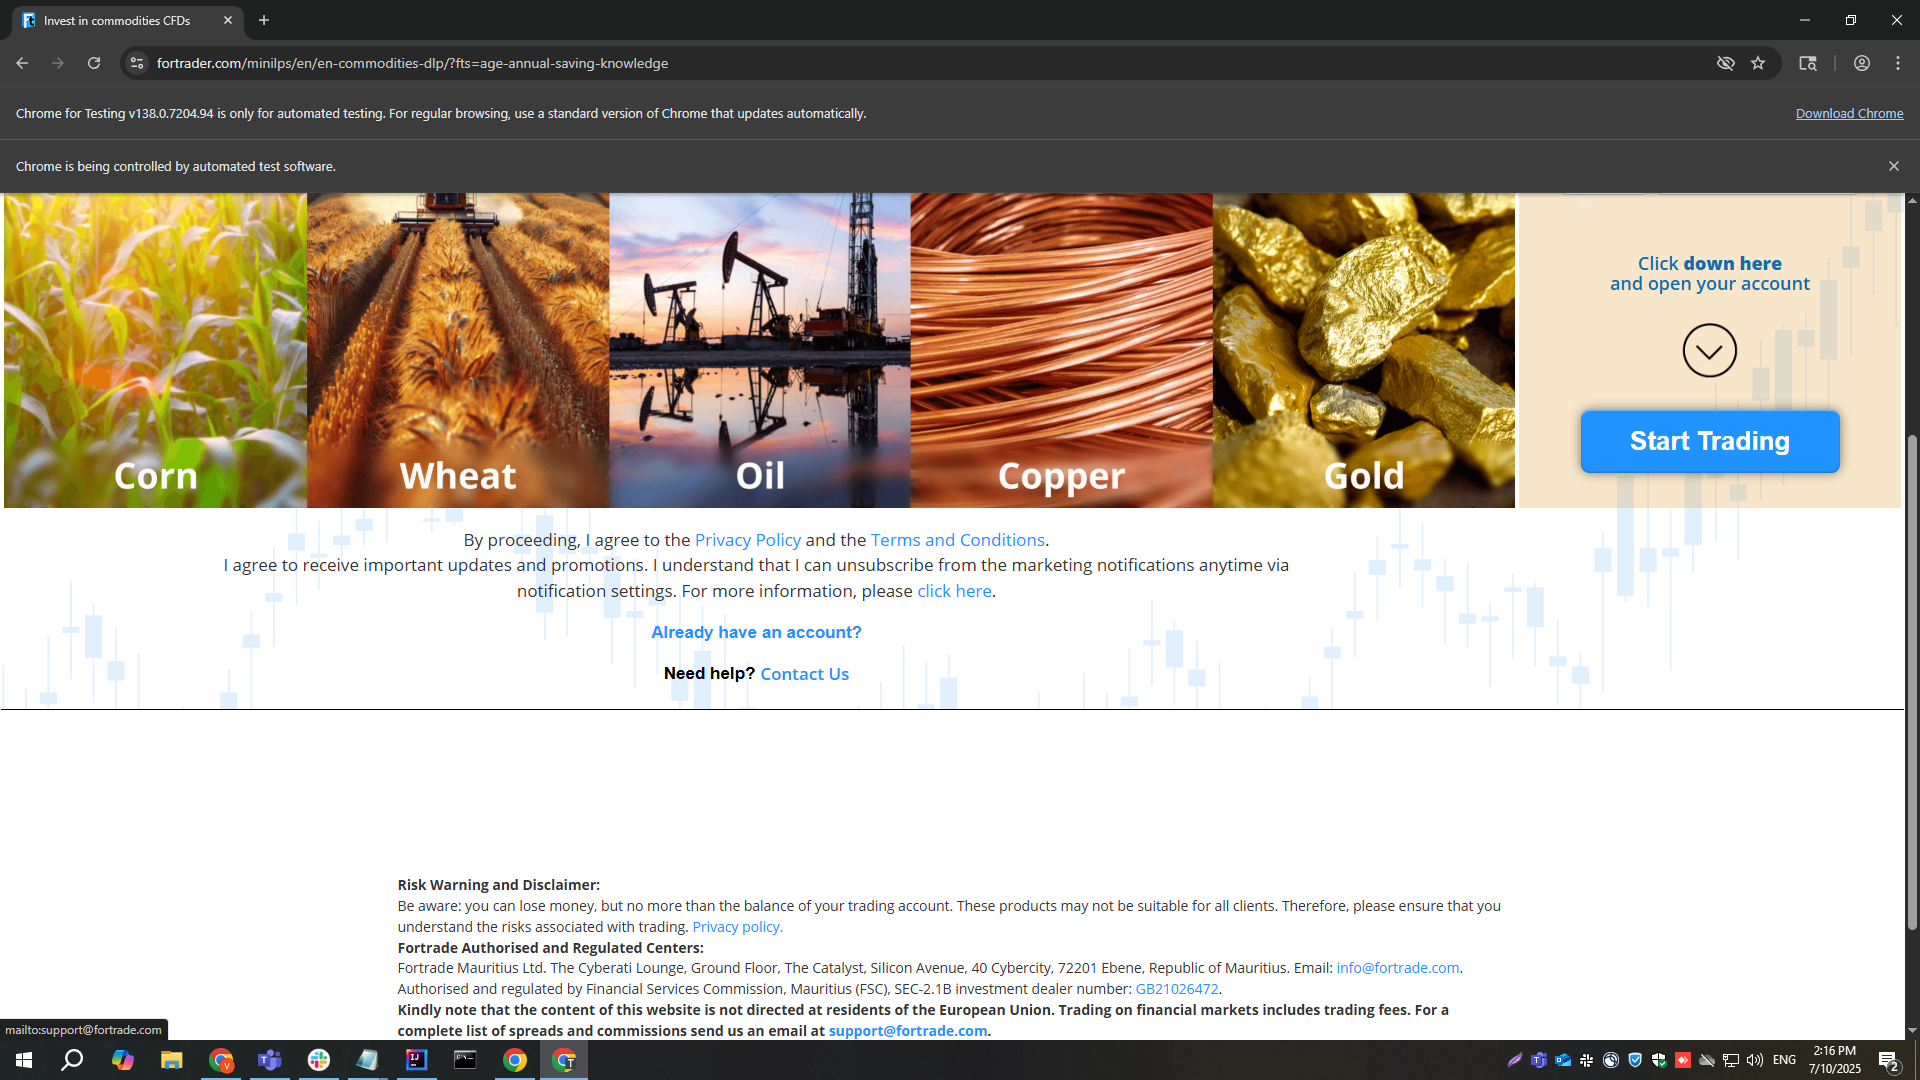 Invest in commodities CFDs
fortrader.com/minilps/en/en-commodities-dlp/?fts=age-annual-saving-knowledge
Chrome for Testing v138.0.7204.94 is only for automated testing. For regular browsing, use a standard version of Chrome that updates automatically.
Download Chrome
Chrome is being controlled by automated test software.
Corn
Wheat
Oil
Copper
Gold
Click down here
and open your account
Start Trading
By proceeding, I agree to the Privacy Policy and the Terms and Conditions.
I agree to receive important updates and promotions. I understand that I can unsubscribe from the marketing notifications anytime via
notification settings. For more information, please click here.
Already have an account?
Need help? Contact Us
Risk Warning and Disclaimer:
Be aware: you can lose money, but no more than the balance of your trading account. These products may not be suitable for all clients. Therefore, please ensure that you
understand the risks associated with trading. Privacy policy.
Fortrade Authorised and Regulated Centers:
Fortrade Mauritius Ltd. The Cyberati Lounge, Ground Floor, The Catalyst, Silicon Avenue, 40 Cybercity, 72201 Ebene, Republic of Mauritius. Email: info@fortrade.com.
Authorised and regulated by Financial Services Commission, Mauritius (FSC), SEC-2.1B investment dealer number: GB21026472.
Kindly note that the content of this website is not directed at residents of the European Union. Trading on financial markets includes trading fees. For a
complete list of spreads and commissions send us an email at support@fortrade.com.
mailto:support@fortrade.com
ENG
2:16 PM
7/10/2025
2